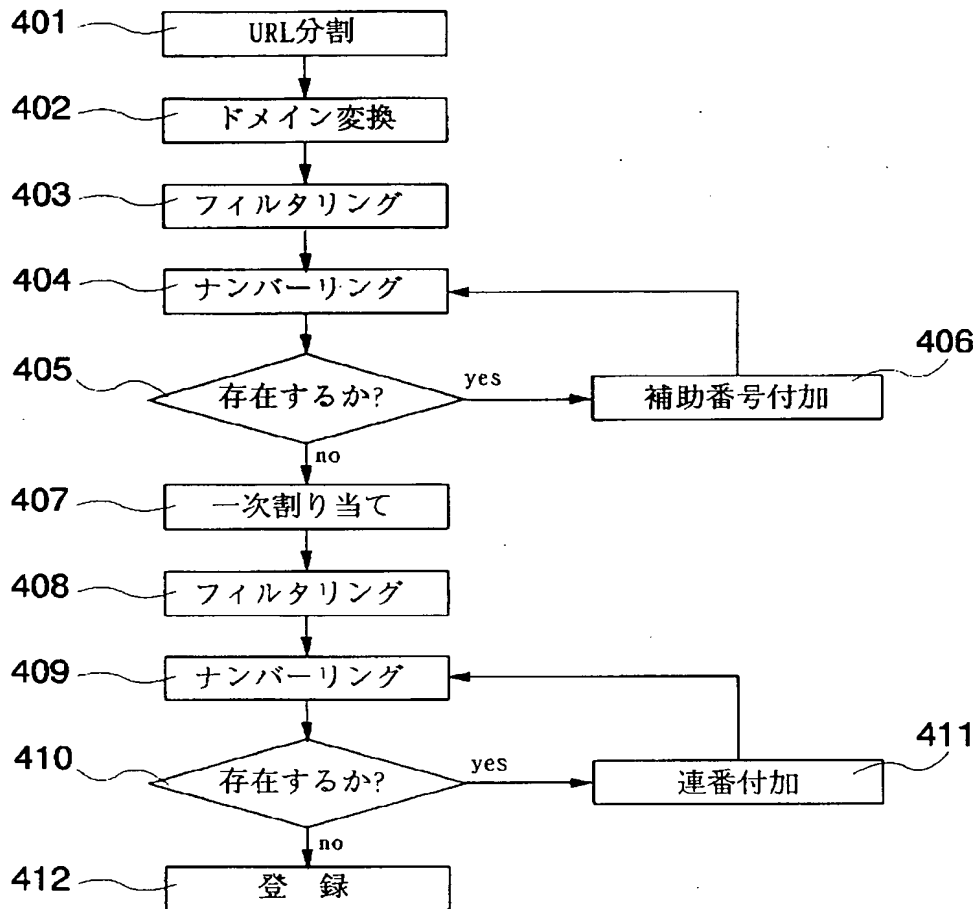 401
URL分割
402
ドメイン変換
403
フィルタリング
404
ナンバーリング
405
存在するか?
yes
406
補助番号付加
no
407
一次割り当て
408
フィルタリング
409
ナンバーリング
410
存在するか?
yes
411
連番付加
no
412
登 録